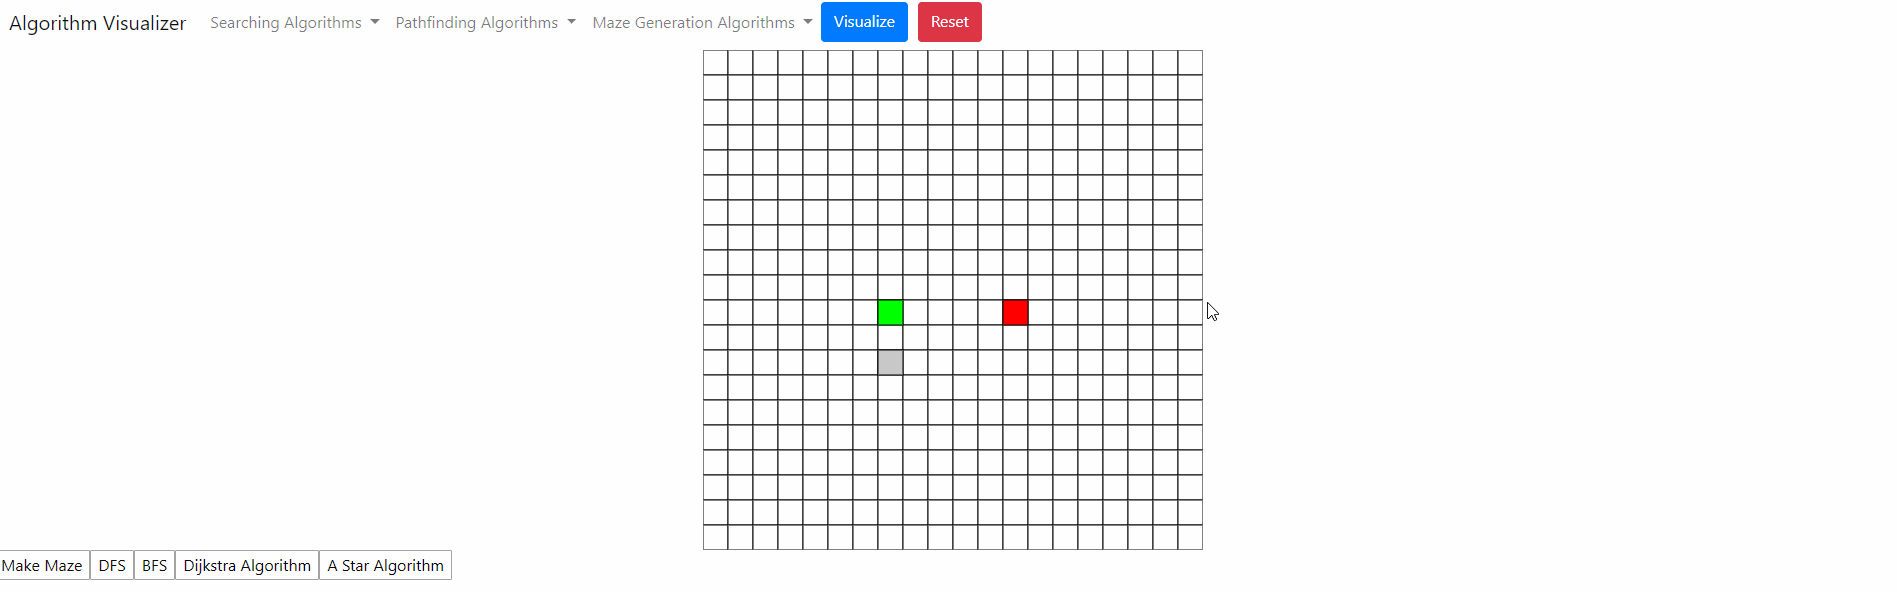 Algorithm Visualizer Searching Algorithms Pathfinding Algorithms Maze Generation Algorithms Visualize Reset
Make Maze DFS BFS Dijkstra Algorithm A Star Algorithm